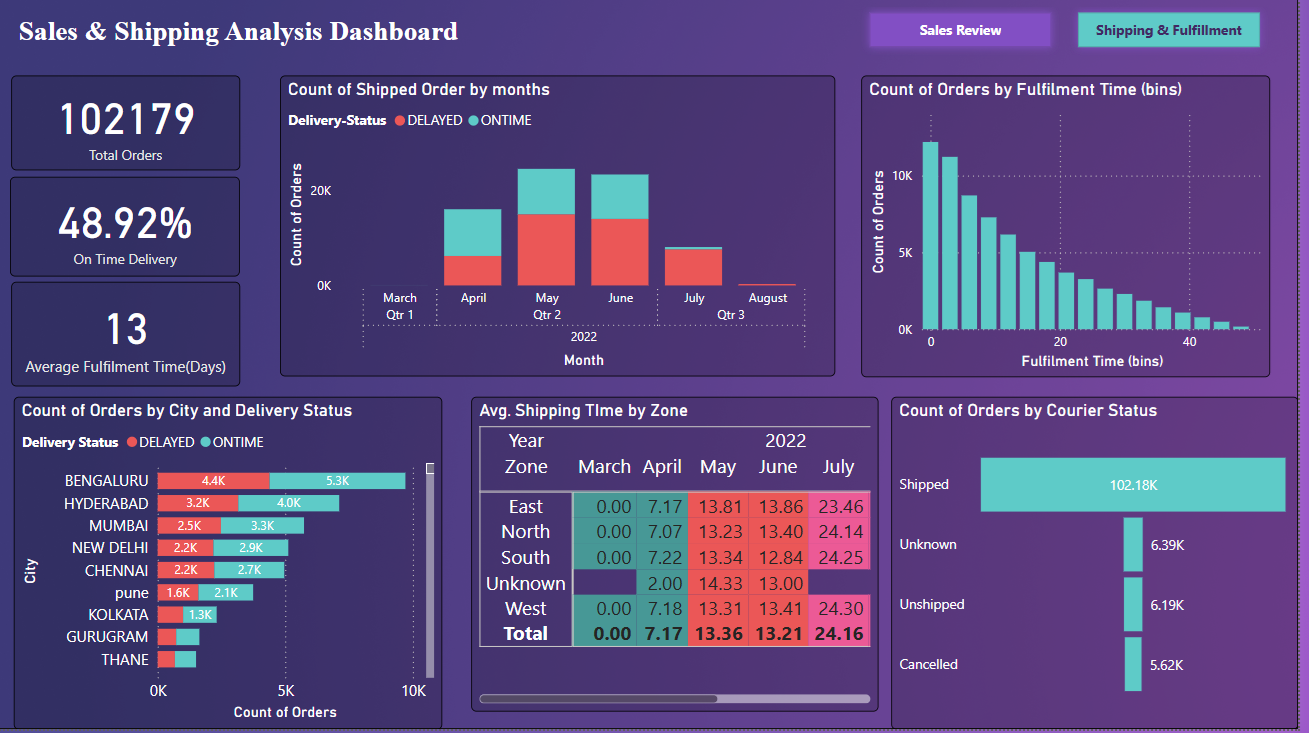 Sales & Shipping Analysis Dashboard
Sales Review
Shipping & Fulfillment
102179
Total Orders
48.92%
On Time Delivery
13
Average Fulfilment Time(Days)
Count of Shipped Order by months
Delivery-Status DELAYED ONTIME
Count of Orders
20K
0K
March April May June July August
Qtr 1 Qtr 2 Qtr 3
2022
Month
Count of Orders by Fulfilment Time (bins)
Count of Orders
10K
5K
0K
0 20 40
Fulfilment Time (bins)
Count of Orders by City and Delivery Status
Delivery Status DELAYED ONTIME
City
BENGALURU 4.4K 5.3K
HYDERABAD 3.2K 4.0K
MUMBAI 2.5K 3.3K
NEW DELHI 2.2K 2.9K
CHENNAI 2.2K 2.7K
pune 1.6K 2.1K
KOLKATA 1.3K
GURUGRAM
THANE
0K 5K 10K
Count of Orders
Avg. Shipping TIme by Zone
Year 2022
Zone March April May June July
East 0.00 7.17 13.81 13.86 23.46
North 0.00 7.07 13.23 13.40 24.14
South 0.00 7.22 13.34 12.84 24.25
Unknown 2.00 14.33 13.00
West 0.00 7.18 13.31 13.41 24.30
Total 0.00 7.17 13.36 13.21 24.16
Count of Orders by Courier Status
Shipped 102.18K
Unknown 6.39K
Unshipped 6.19K
Cancelled 5.62K